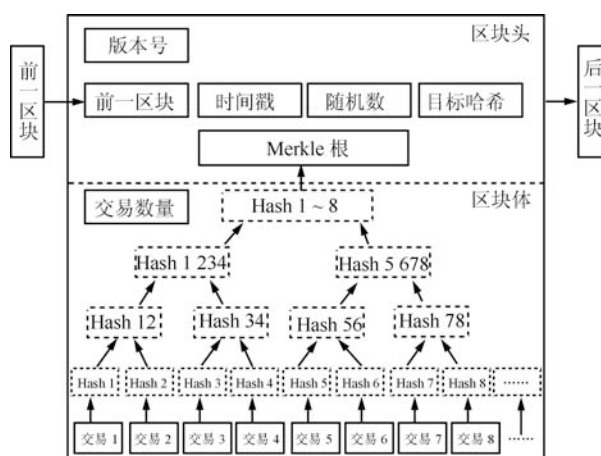 版本号
区块头
前一区块
前一区块
时间戳
随机数
目标哈希
后一区块
Merkle 根
交易数量
Hash 1 ~ 8
区块体
Hash 1 234
Hash 5 678
Hash 12
Hash 34
Hash 56
Hash 78
Hash 1
Hash 2
Hash 3
Hash 4
Hash 5
Hash 6
Hash 7
Hash 8
......
交易 1
交易 2
交易 3
交易 4
交易 5
交易 6
交易 7
交易 8
......